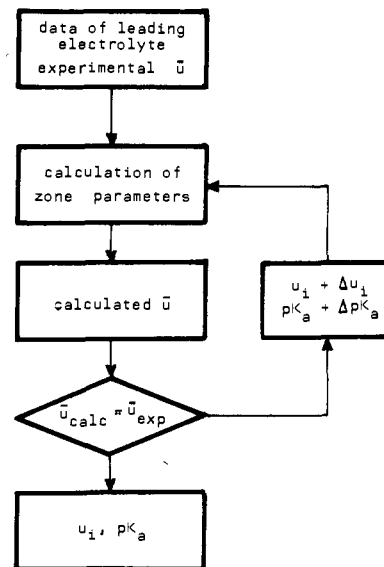 data of leading
electrolyte
experimental ū
calculation of
zone parameters
calculated ū
u_i + Δu_i
pK_a + ΔpK_a
ū_calc = ū_exp
u_i, pK_a